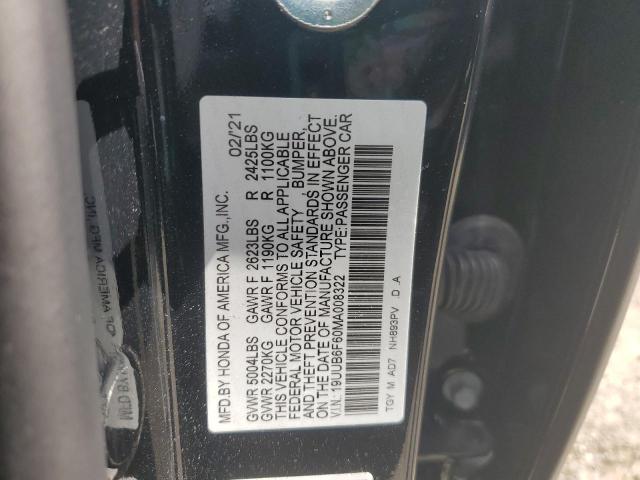 MFD.BY HONDA OF AMERICA MFG.,INC. 02/'21
GVWR 5004LBS GAWR F 2623LBS R 2425LBS
GVWR 2270KG GAWR F 1190KG R 1100KG
THIS VEHICLE CONFORMS TO ALL APPLICABLE
FEDERAL MOTOR VEHICLE SAFETY, BUMPER,
AND THEFT PREVENTION STANDARDS IN EFFECT
ON THE DATE OF MANUFACTURE SHOWN ABOVE.
V.I.N.: 19UUB6F60MA008322 TYPE:PASSENGER CAR
TGY M. AD7 NH893PV .D .A